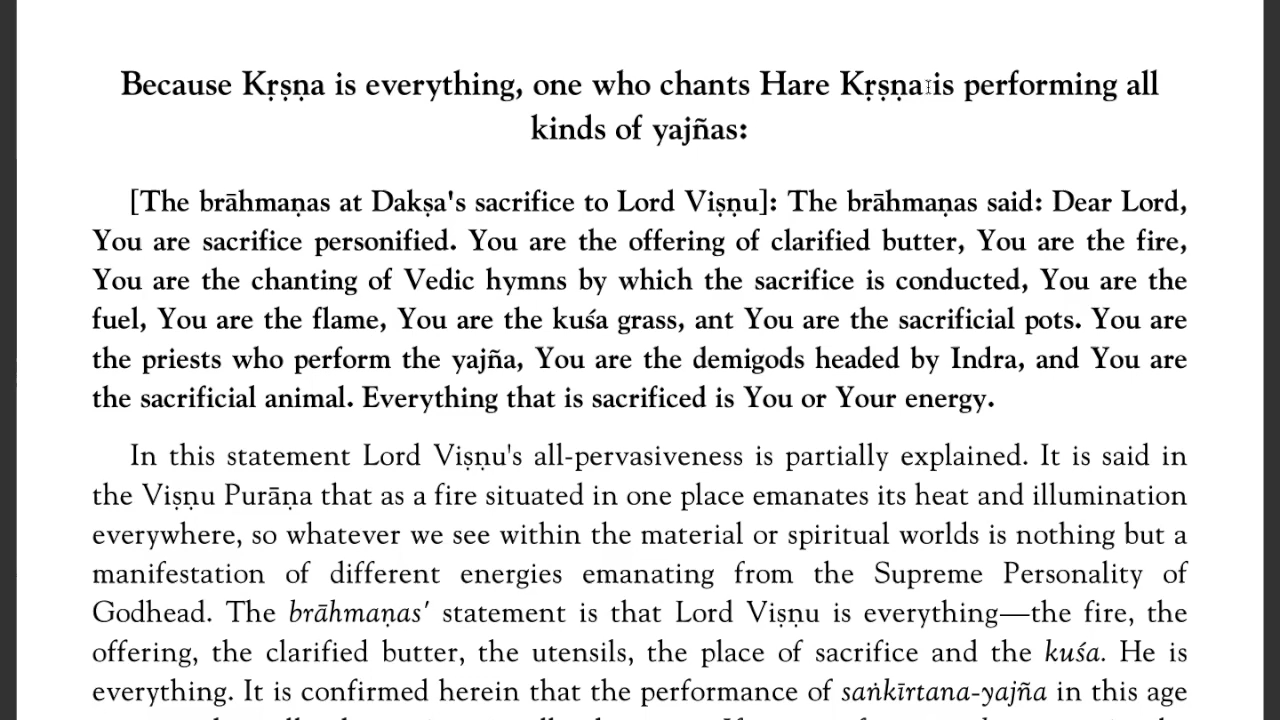 Because Kṛṣṇa is everything, one who chants Hare Kṛṣṇa is performing all
kinds of yajñas:
[The brāhmaṇas at Dakṣa's sacrifice to Lord Viṣṇu]: The brāhmaṇas said: Dear Lord,
You are sacrifice personified. You are the offering of clarified butter, You are the fire,
You are the chanting of Vedic hymns by which the sacrifice is conducted, You are the
fuel, You are the flame, You are the kuśa grass, ant You are the sacrificial pots. You are
the priests who perform the yajña, You are the demigods headed by Indra, and You are
the sacrificial animal. Everything that is sacrificed is You or Your energy.
In this statement Lord Viṣṇu's all-pervasiveness is partially explained. It is said in
the Viṣṇu Purāṇa that as a fire situated in one place emanates its heat and illumination
everywhere, so whatever we see within the material or spiritual worlds is nothing but a
manifestation of different energies emanating from the Supreme Personality of
Godhead. The brāhmaṇas' statement is that Lord Viṣṇu is everything—the fire, the
offering, the clarified butter, the utensils, the place of sacrifice and the kuśa. He is
everything. It is confirmed herein that the performance of saṅkīrtana-yajña in this age